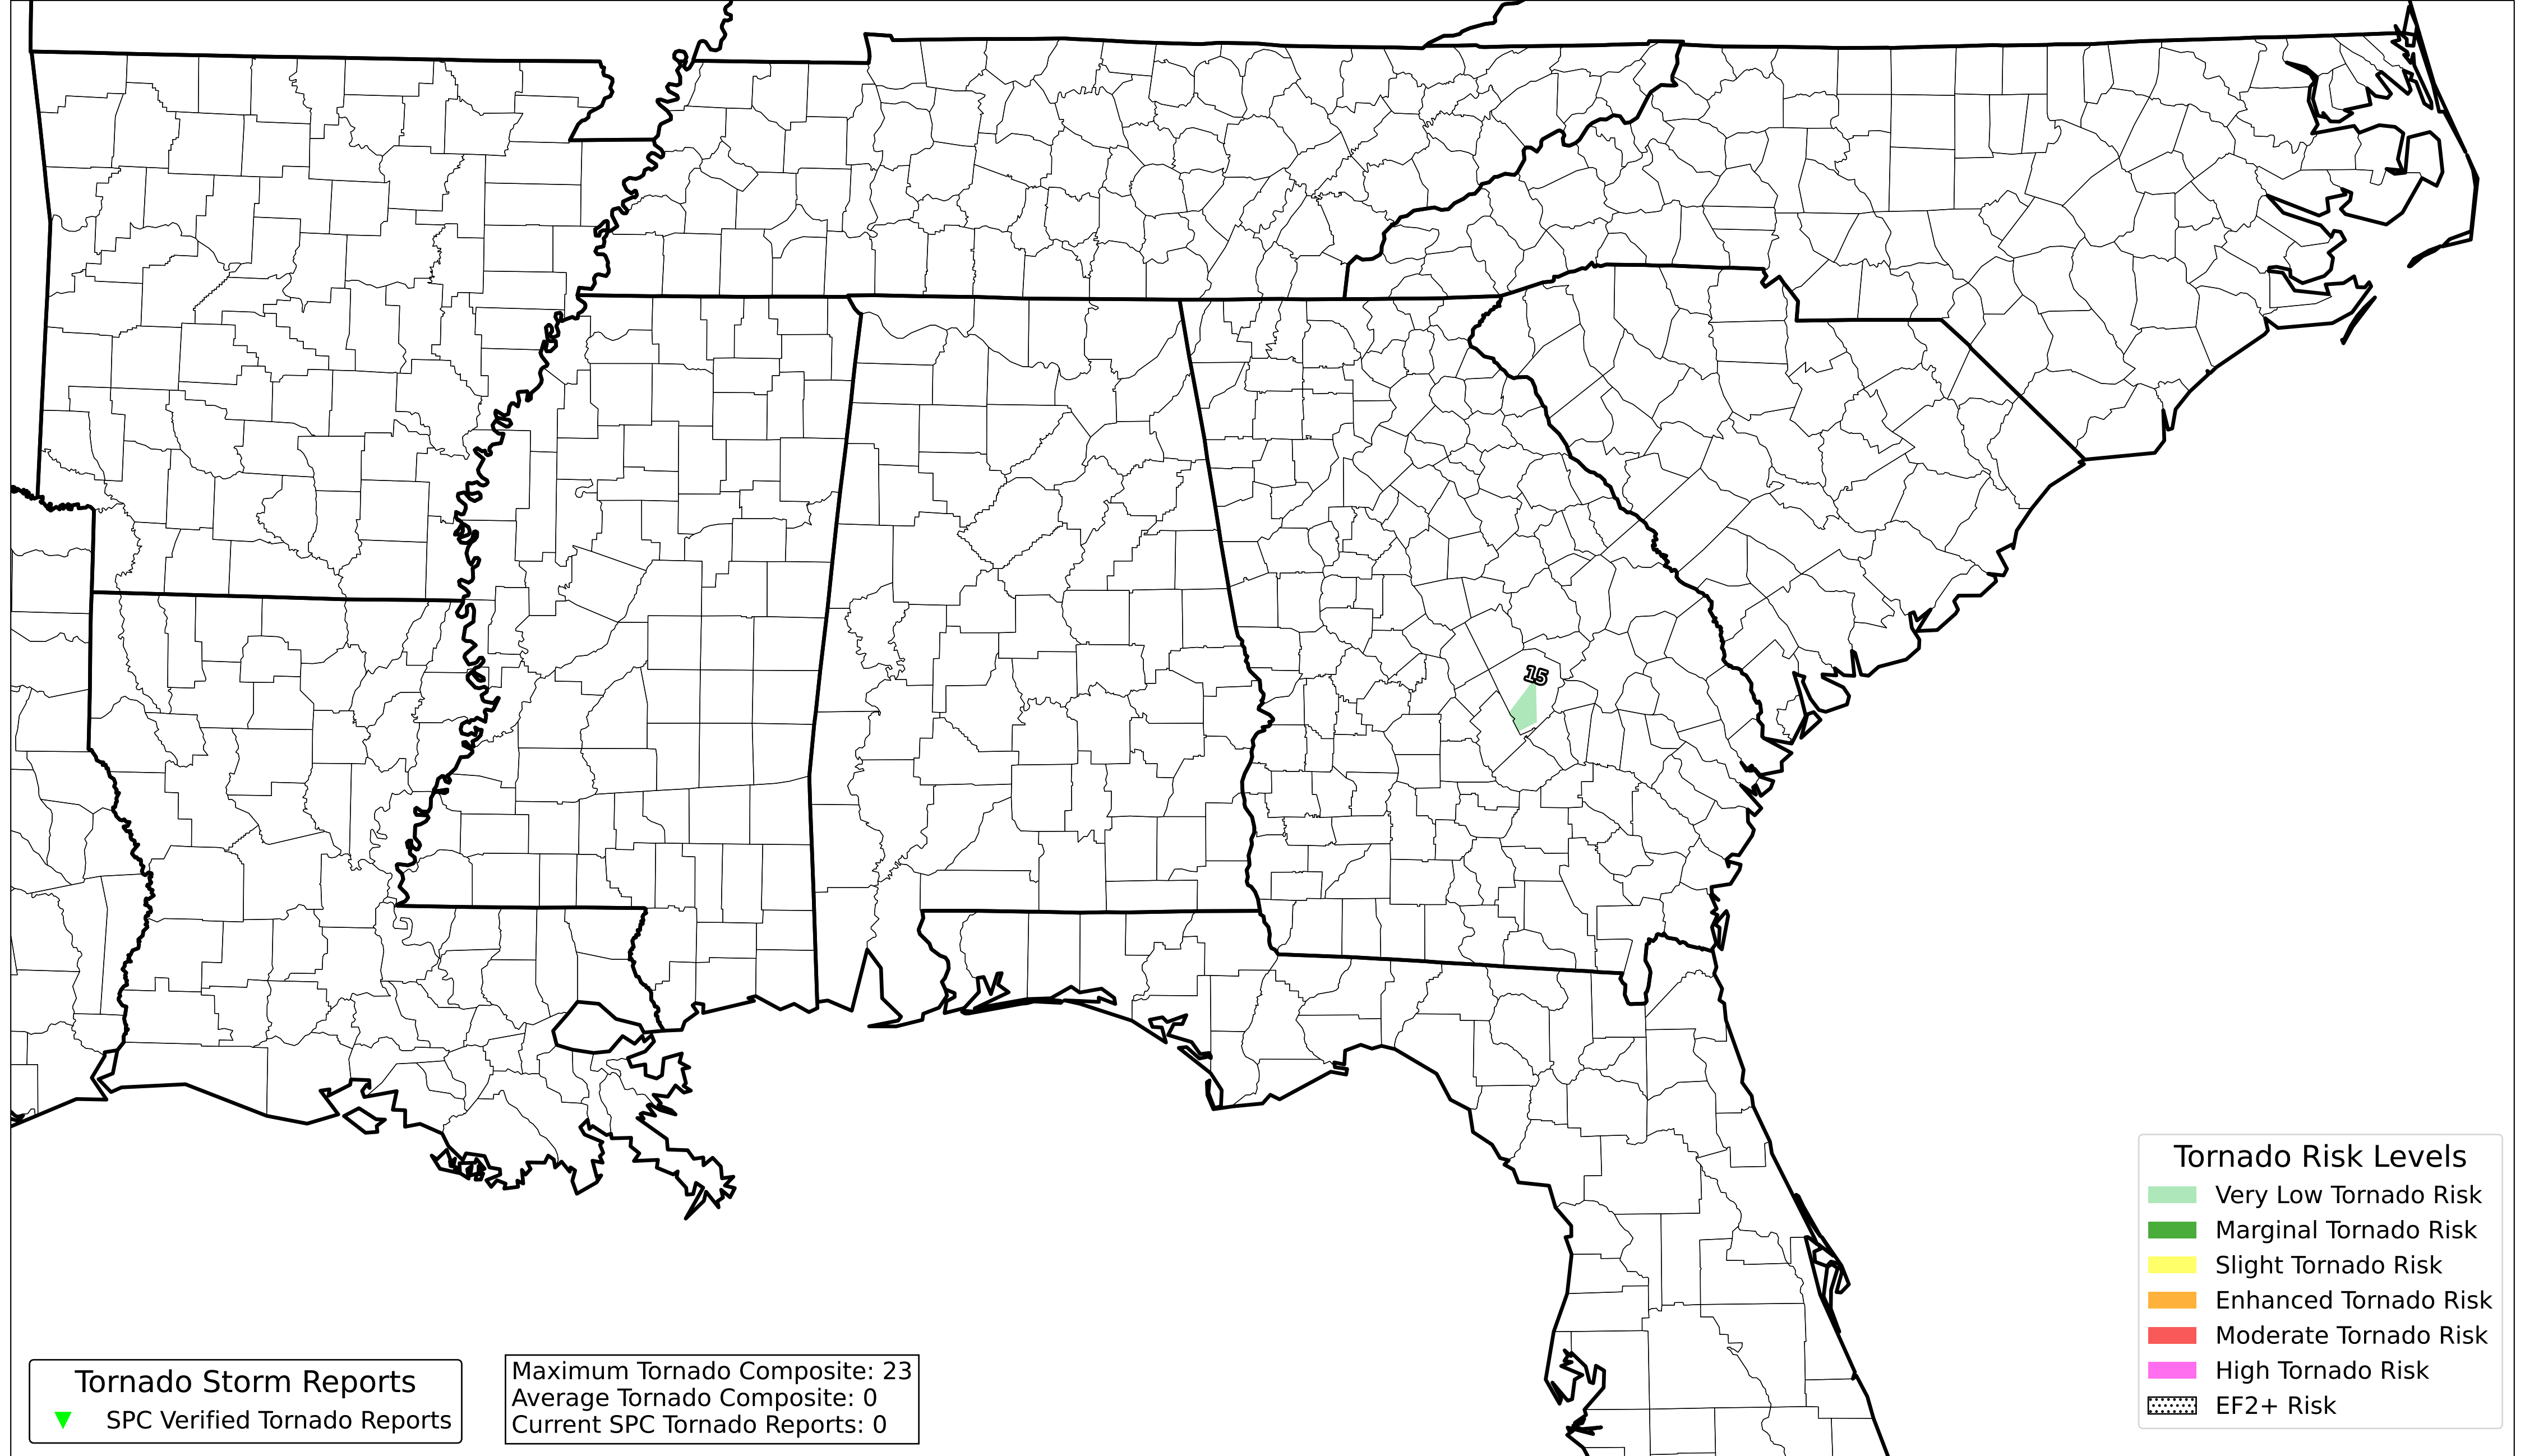 15
Tornado Risk Levels
Very Low Tornado Risk
Marginal Tornado Risk
Slight Tornado Risk
Enhanced Tornado Risk
Moderate Tornado Risk
High Tornado Risk
EF2+ Risk
Tornado Storm Reports
SPC Verified Tornado Reports
Maximum Tornado Composite: 23
Average Tornado Composite: 0
Current SPC Tornado Reports: 0